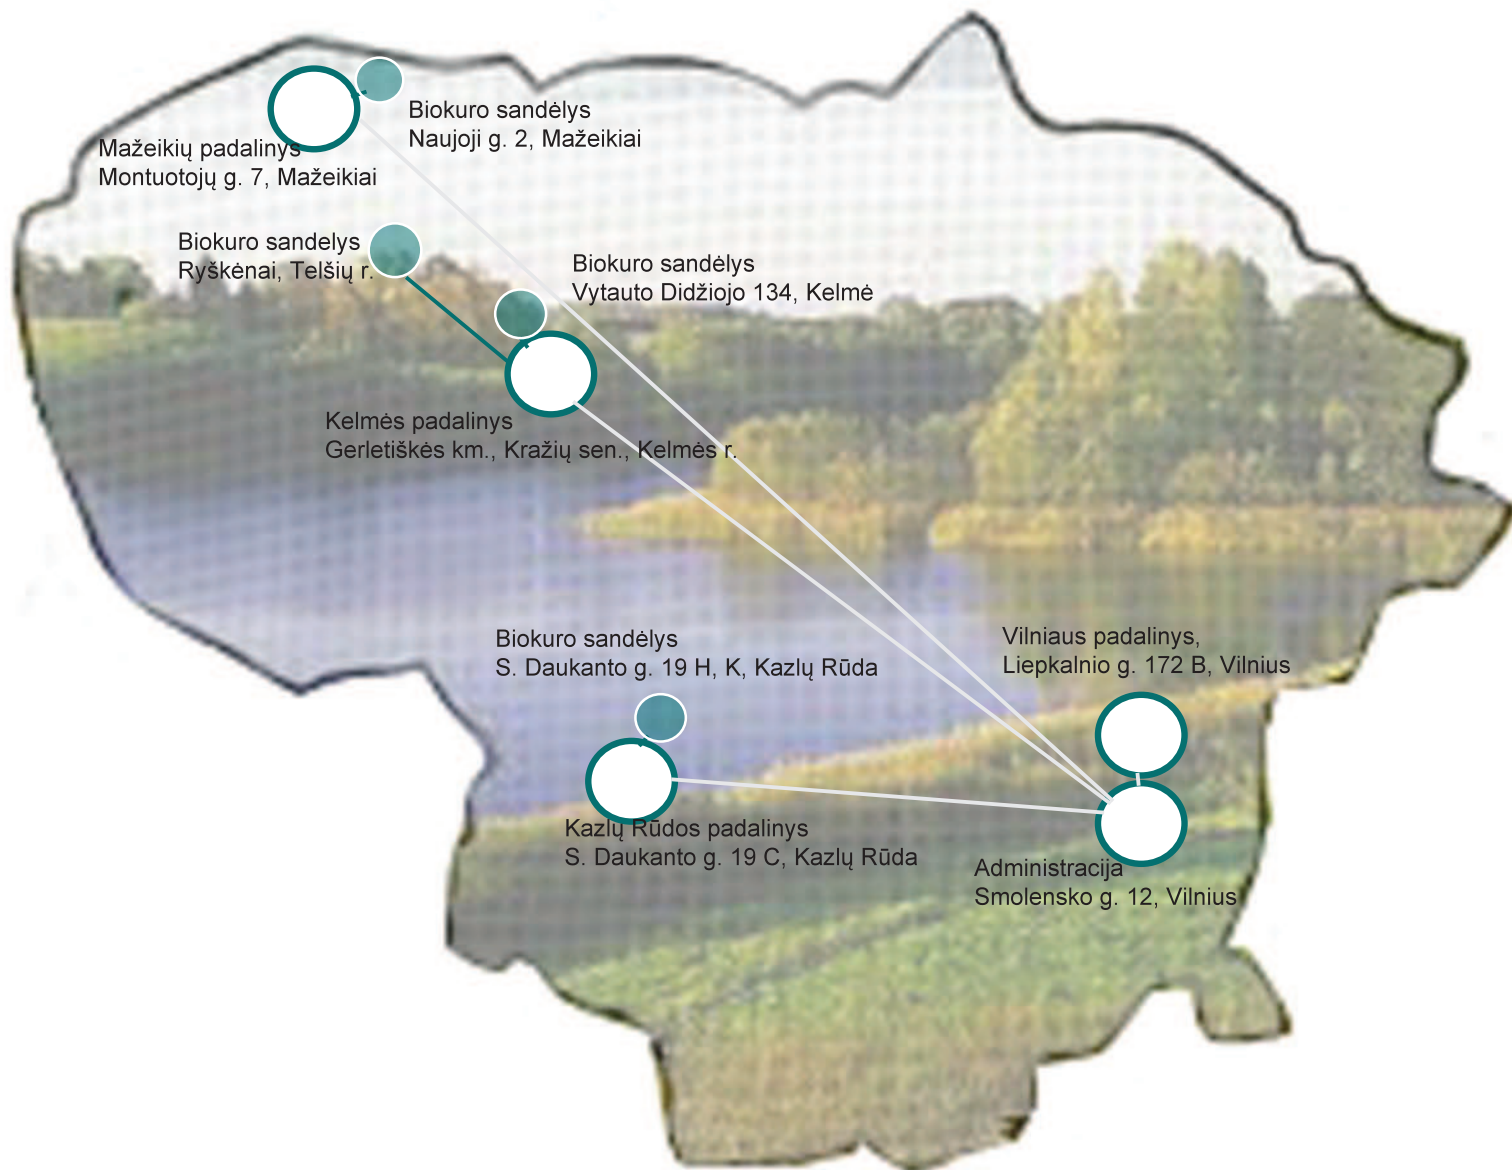 Biokuro sandėlys
Naujoji g. 2, Mažeikiai
Mažeikių padalinys
Montuotojų g. 7, Mažeikiai
Biokuro sandelys
Ryškėnai, Telšių r.
Biokuro sandėlys
Vytauto Didžiojo 134, Kelmė
Kelmės padalinys
Gerletiškės km., Kražių sen., Kelmės r.
Biokuro sandėlys
S. Daukanto g. 19 H, K, Kazlų Rūda
Vilniaus padalinys,
Liepkalnio g. 172 B, Vilnius
Kazlų Rūdos padalinys
S. Daukanto g. 19 C, Kazlų Rūda
Administracija
Smolensko g. 12, Vilnius